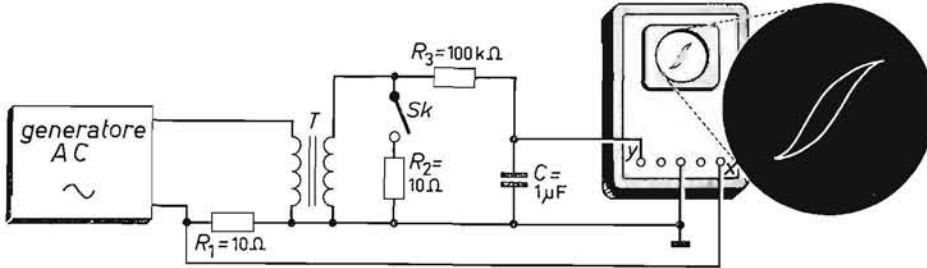 generatore
AC
R1=10Ω
T
Sk
R2=
10Ω
R3=100kΩ
C=
1µF
y
x